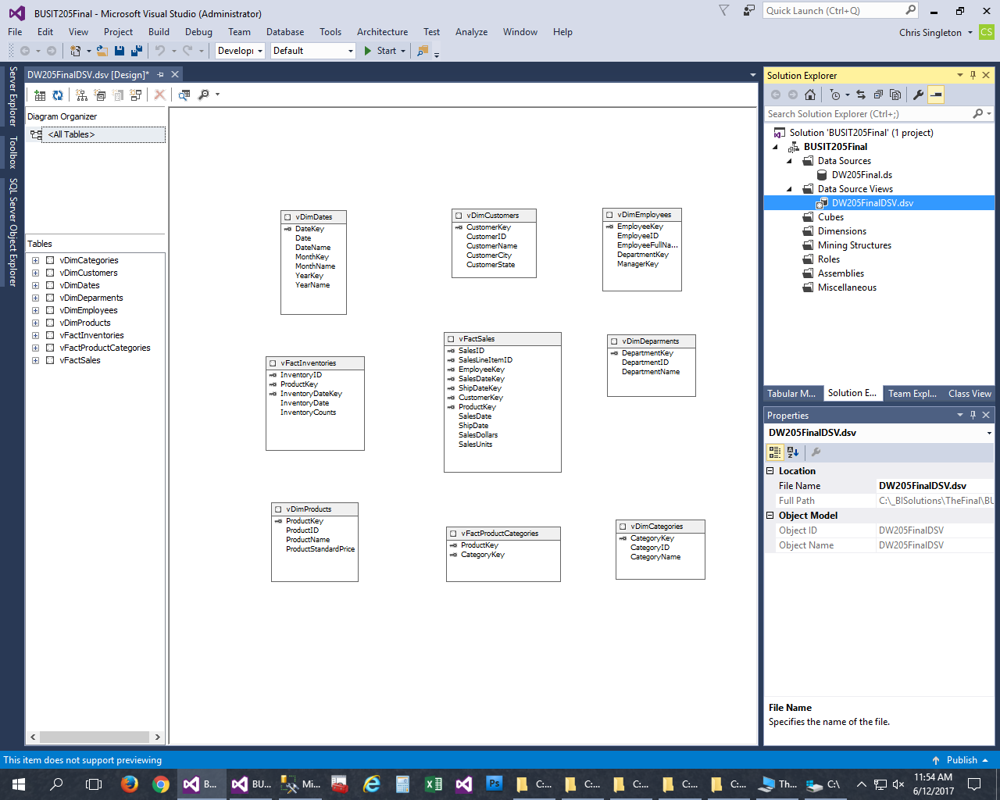 BUSIT205Final - Microsoft Visual Studio (Administrator)
Quick Launch (Ctrl+Q)
File Edit View Project Build Debug Team Database Tools Architecture Test Analyze Window Help
Chris Singleton CS
Develop Default Start
Server Explorer
Toolbox
SQL Server Object Explorer
DW205FinalDSV.dsv [Design]*
Diagram Organizer
<All Tables>
Tables
vDimCategories
vDimCustomers
vDimDates
vDimDeparments
vDimEmployees
vDimProducts
vFactInventories
vFactProductCategories
vFactSales
vDimDates
DateKey
Date
DateName
MonthKey
MonthName
YearKey
YearName
vDimCustomers
CustomerKey
CustomerID
CustomerName
CustomerCity
CustomerState
vDimEmployees
EmployeeKey
EmployeeID
EmployeeFullNa...
DepartmentKey
ManagerKey
vFactInventories
InventoryID
ProductKey
InventoryDateKey
InventoryDate
InventoryCounts
vFactSales
SalesID
SalesLineItemID
EmployeeKey
SalesDateKey
ShipDateKey
CustomerKey
ProductKey
SalesDate
ShipDate
SalesDollars
SalesUnits
vDimDeparments
DepartmentKey
DepartmentID
DepartmentName
vDimProducts
ProductKey
ProductID
ProductName
ProductStandardPrice
vFactProductCategories
ProductKey
CategoryKey
vDimCategories
CategoryKey
CategoryID
CategoryName
Solution Explorer
Search Solution Explorer (Ctrl+;)
Solution 'BUSIT205Final' (1 project)
BUSIT205Final
Data Sources
DW205Final.ds
Data Source Views
DW205FinalDSV.dsv
Cubes
Dimensions
Mining Structures
Roles
Assemblies
Miscellaneous
Tabular M... Solution E... Team Expl... Class View
Properties
DW205FinalDSV.dsv
Location
File Name DW205FinalDSV.dsv
Full Path C:\_BISolutions\TheFinal\BU
Object Model
Object ID DW205FinalDSV
Object Name DW205FinalDSV
File Name
Specifies the name of the file.
This item does not support previewing
Publish
B... BU... Mi... Ps C:... C:... C:... C:... C:... Th... C:\
11:54 AM
6/12/2017